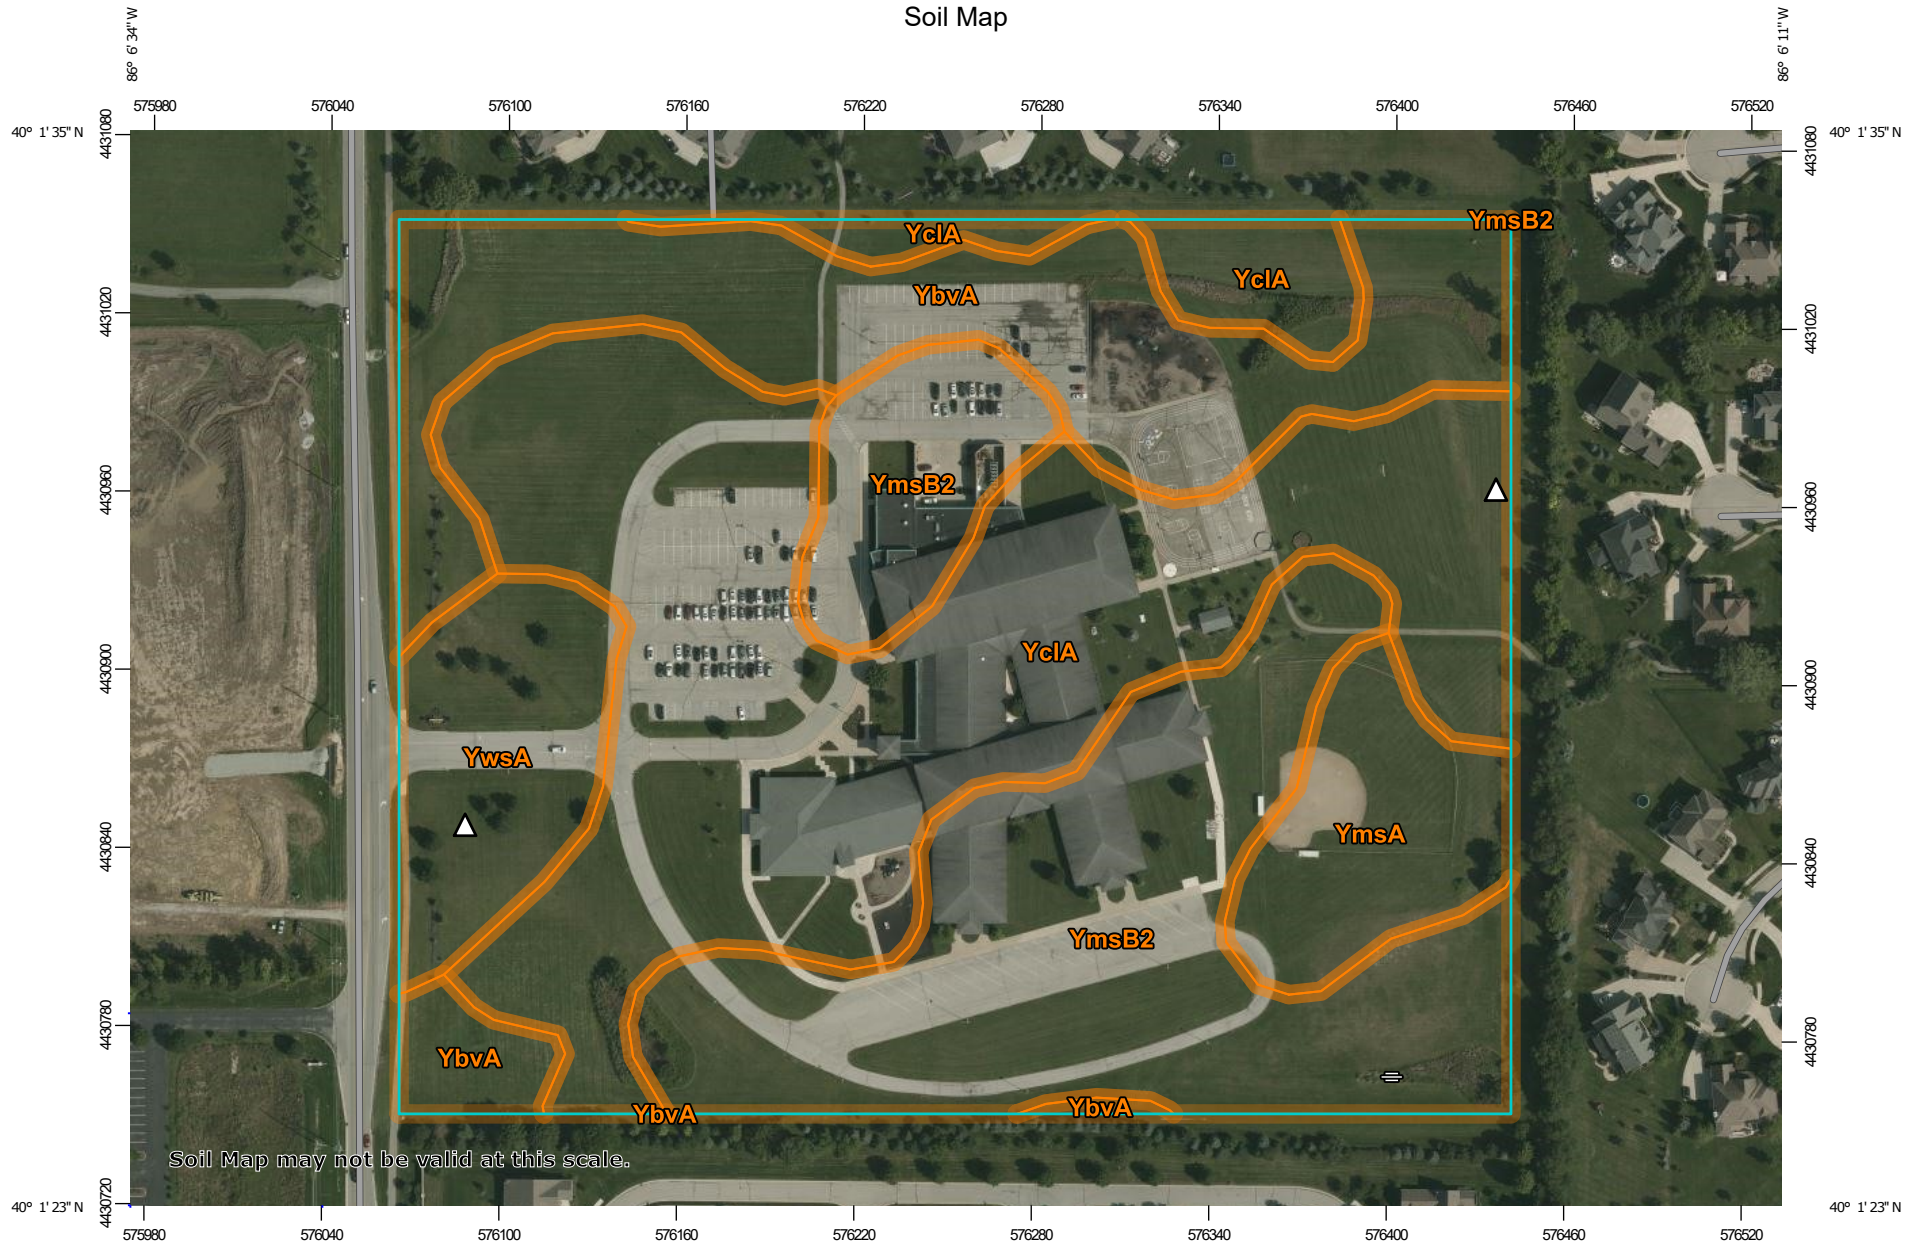 Soil Map
86° 6' 34" W
86° 6' 11" W
575980 576040 576100 576160 576220 576280 576340 576400 576460 576520
40° 1' 35" N
40° 1' 35" N
4431080
4431080
YmsB2
YclA
YclA
YbvA
4431020
4431020
YmsB2
4430960
4430960
YclA
4430900
4430900
YwsA
YmsA
4430840
4430840
YmsB2
4430780
4430780
YbvA
YbvA
YbvA
Soil Map may not be valid at this scale.
4430720
40° 1' 23" N
40° 1' 23" N
575980 576040 576100 576160 576220 576280 576340 576400 576460 576520